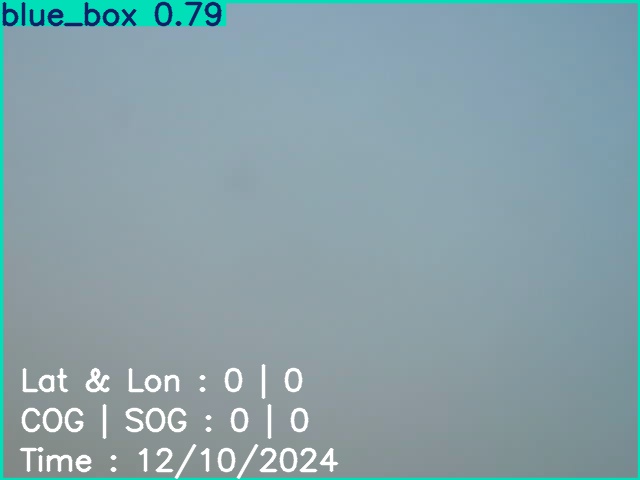 blue_box 0.79
Lat & Lon : 0 | 0
COG | SOG : 0 | 0
Time : 12/10/2024